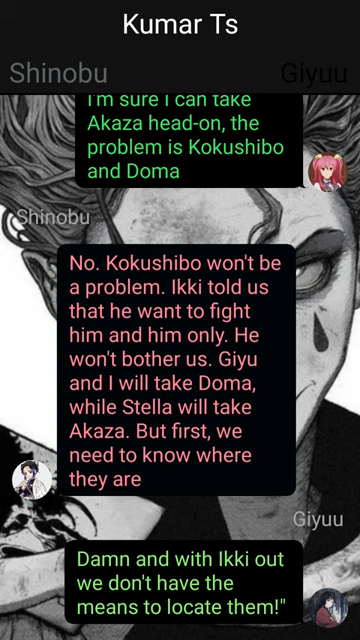 Kumar Ts
Shinobu
Giyuu
I'm sure I can take
Akaza head-on, the
problem is Kokushibo
and Doma
Shinobu
No. Kokushibo won't be
a problem. Ikki told us
that he want to fight
him and him only. He
won't bother us. Giyu
and I will take Doma,
while Stella will take
Akaza. But first, we
need to know where
they are
Giyuu
Damn and with Ikki out
we don't have the
means to locate them!"